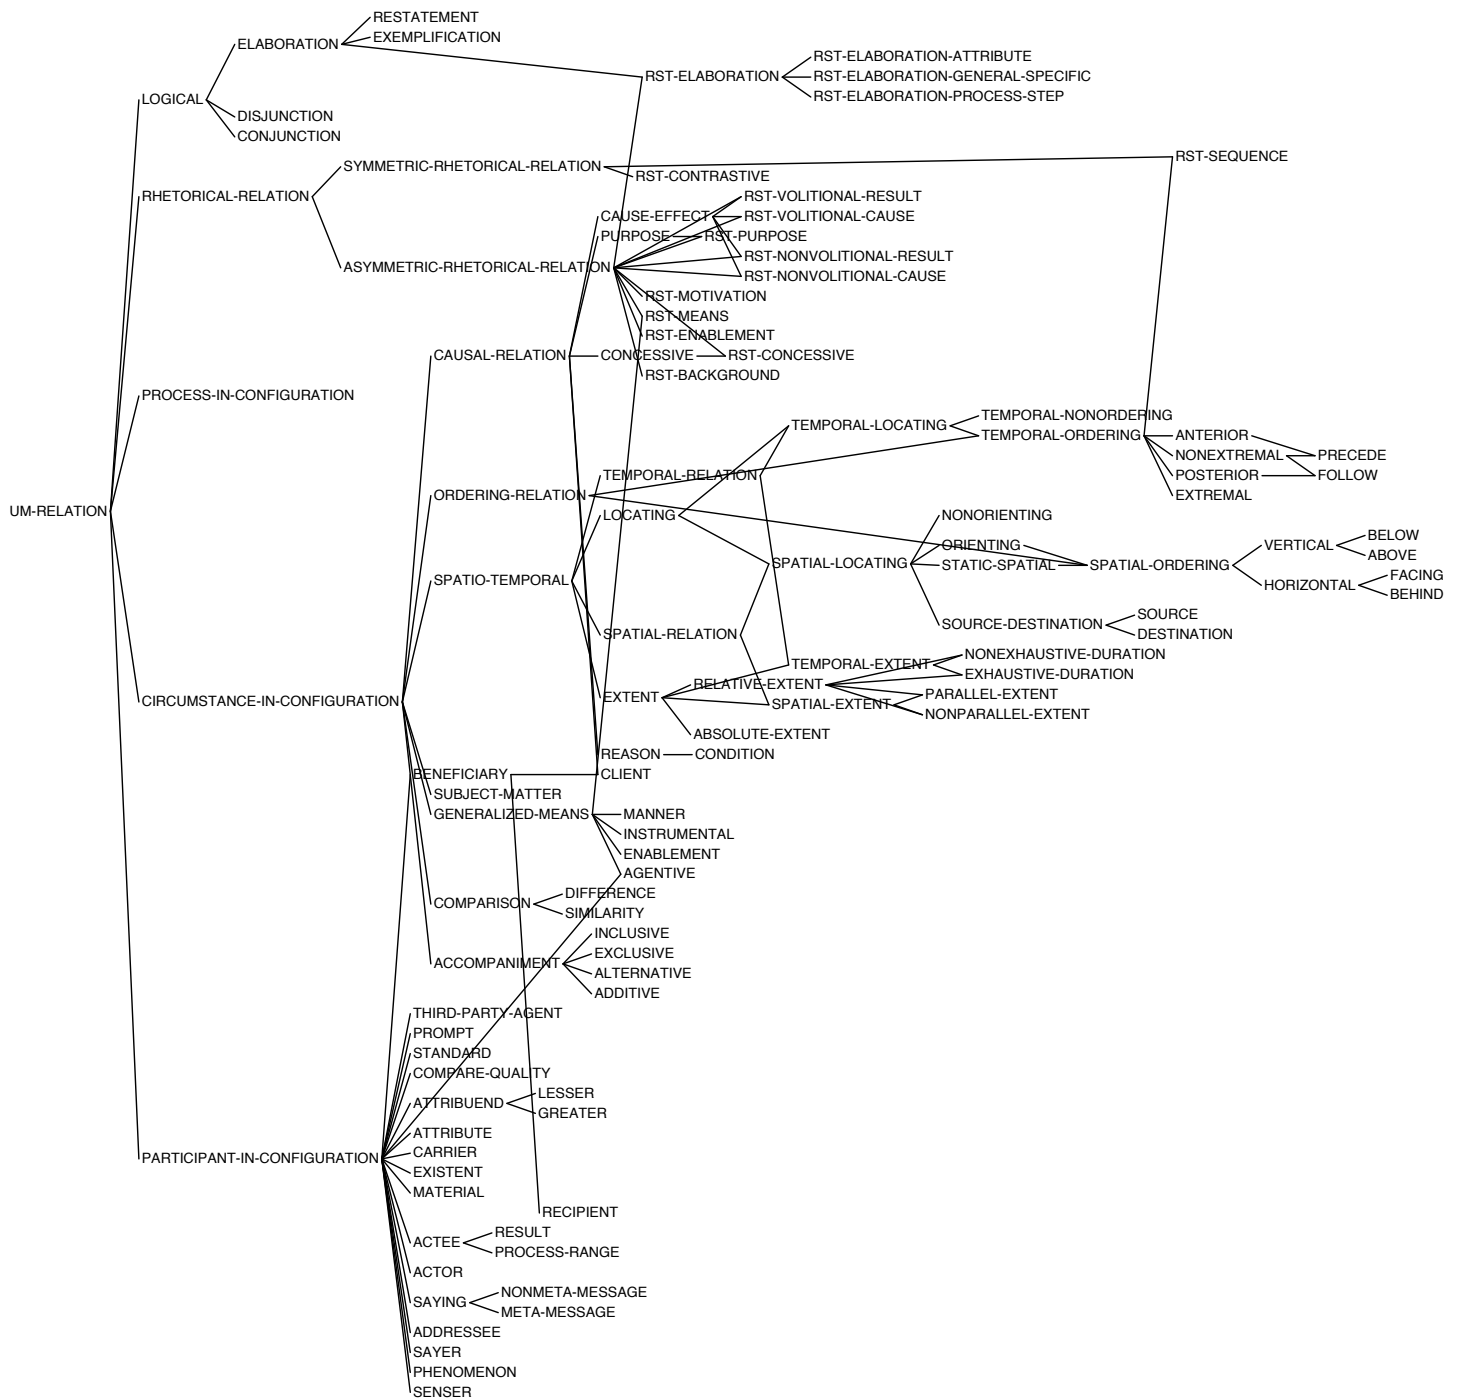 RESTATEMENT
EXEMPLIFICATION
ELABORATION
RST-ELABORATION-ATTRIBUTE
RST-ELABORATION
RST-ELABORATION-GENERAL-SPECIFIC
RST-ELABORATION-PROCESS-STEP
LOGICAL
DISJUNCTION
CONJUNCTION
RST-SEQUENCE
SYMMETRIC-RHETORICAL-RELATION
RST-CONTRASTIVE
RHETORICAL-RELATION
RST-VOLITIONAL-RESULT
CAUSE-EFFECT
RST-VOLITIONAL-CAUSE
PURPOSE
RST-PURPOSE
RST-NONVOLITIONAL-RESULT
ASYMMETRIC-RHETORICAL-RELATION
RST-NONVOLITIONAL-CAUSE
RST-MOTIVATION
RST-MEANS
RST-ENABLEMENT
CAUSAL-RELATION
CONCESSIVE
RST-CONCESSIVE
RST-BACKGROUND
PROCESS-IN-CONFIGURATION
TEMPORAL-NONORDERING
TEMPORAL-LOCATING
TEMPORAL-ORDERING
ANTERIOR
NONEXTREMAL
PRECEDE
TEMPORAL-RELATION
POSTERIOR
FOLLOW
ORDERING-RELATION
EXTREMAL
UM-RELATION
LOCATING
NONORIENTING
BELOW
ORIENTING
VERTICAL
ABOVE
SPATIAL-LOCATING
STATIC-SPATIAL
SPATIAL-ORDERING
FACING
SPATIO-TEMPORAL
HORIZONTAL
BEHIND
SOURCE
SOURCE-DESTINATION
SPATIAL-RELATION
DESTINATION
NONEXHAUSTIVE-DURATION
TEMPORAL-EXTENT
EXHAUSTIVE-DURATION
RELATIVE-EXTENT
PARALLEL-EXTENT
CIRCUMSTANCE-IN-CONFIGURATION
EXTENT
SPATIAL-EXTENT
NONPARALLEL-EXTENT
ABSOLUTE-EXTENT
REASON
CONDITION
BENEFICIARY
CLIENT
SUBJECT-MATTER
GENERALIZED-MEANS
MANNER
INSTRUMENTAL
ENABLEMENT
AGENTIVE
DIFFERENCE
COMPARISON
SIMILARITY
INCLUSIVE
EXCLUSIVE
ACCOMPANIMENT
ALTERNATIVE
ADDITIVE
THIRD-PARTY-AGENT
PROMPT
STANDARD
COMPARE-QUALITY
LESSER
ATTRIBUEND
GREATER
ATTRIBUTE
CARRIER
PARTICIPANT-IN-CONFIGURATION
EXISTENT
MATERIAL
RECIPIENT
RESULT
ACTEE
PROCESS-RANGE
ACTOR
NONMETA-MESSAGE
SAYING
META-MESSAGE
ADDRESSEE
SAYER
PHENOMENON
SENSER